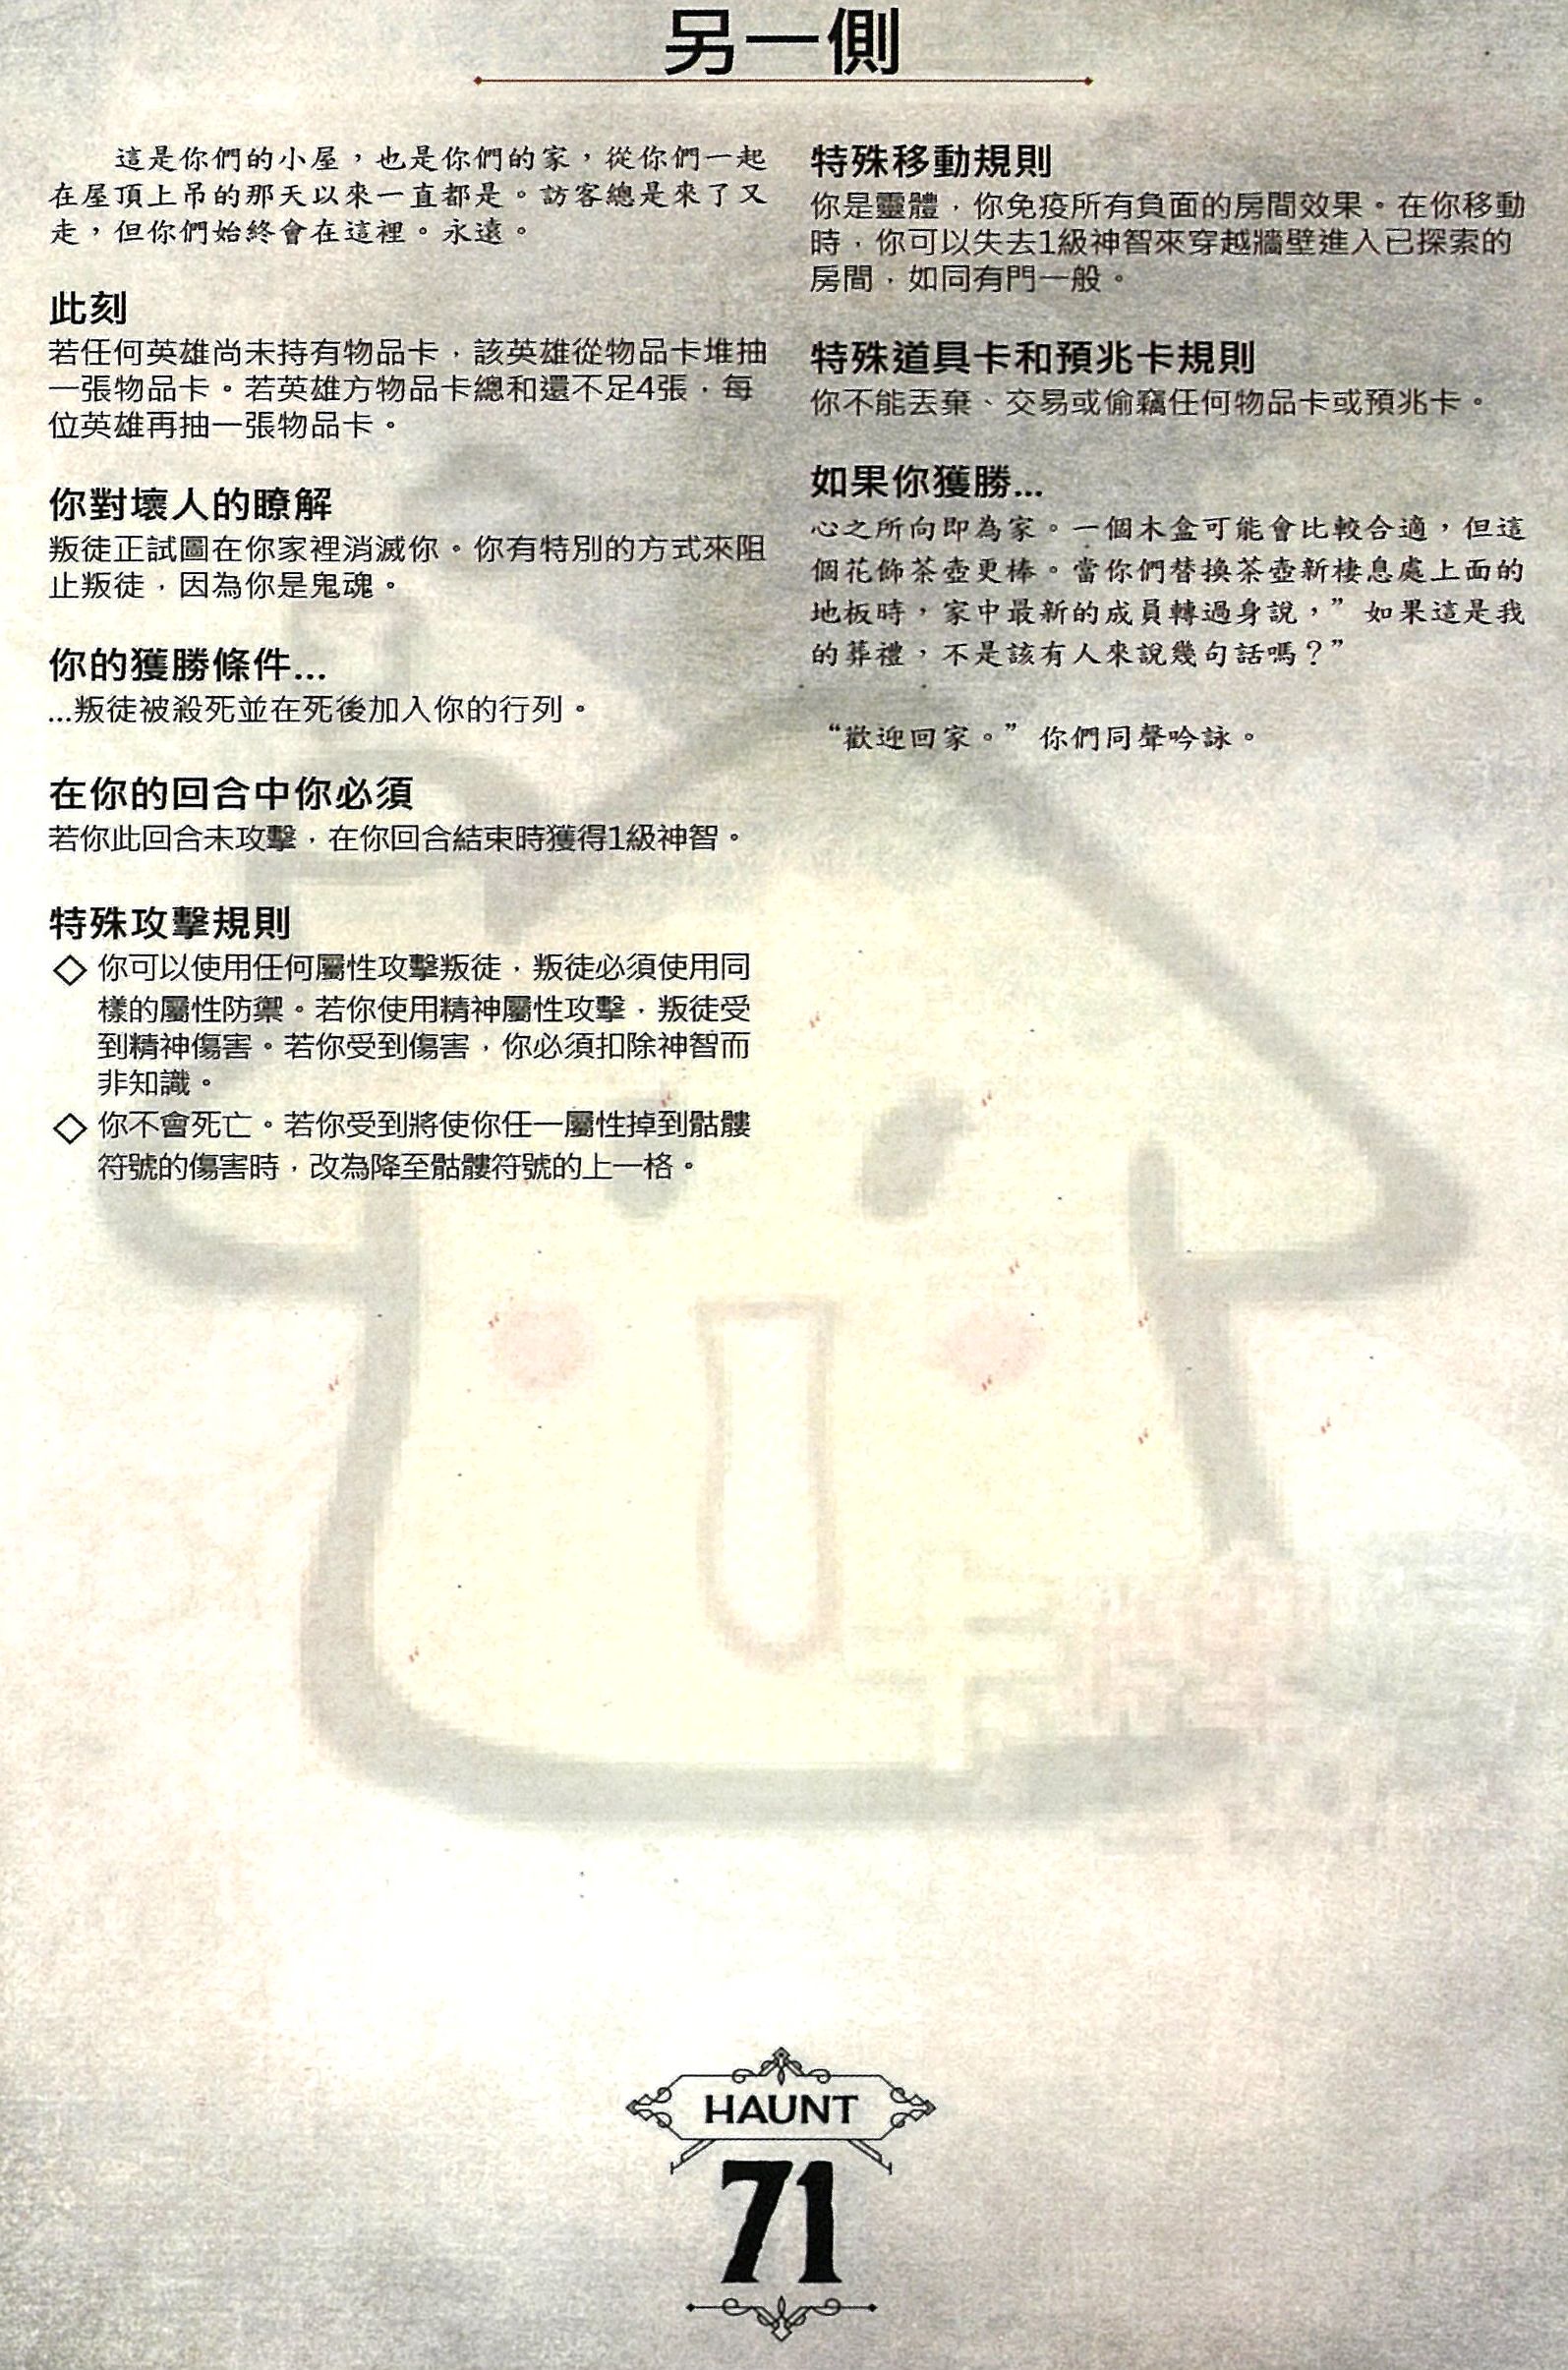 另一側
這是你們的小屋，也是你們的家，從你們一起
在屋頂上吊的那天以來一直都是。訪客總是來了又
走，但你們始終會在這裡。永遠。
此刻
若任何英雄尚未持有物品卡，該英雄從物品卡堆抽
一張物品卡。若英雄方物品卡總和還不足4張，每
位英雄再抽一張物品卡。
你對壞人的瞭解
叛徒正試圖在你家裡消滅你。你有特別的方式來阻
止叛徒，因為你是鬼魂。
你的獲勝條件...
...叛徒被殺死並在死後加入你的行列。
在你的回合中你必須
若你此回合未攻擊，在你回合結束時獲得1級神智。
特殊攻擊規則
◇ 你可以使用任何屬性攻擊叛徒，叛徒必須使用同
樣的屬性防禦。若你使用精神屬性攻擊，叛徒受
到精神傷害。若你受到傷害，你必須扣除神智而
非知識。
◇ 你不會死亡。若你受到將使你任一屬性掉到骷髏
符號的傷害時，改為降至骷髏符號的上一格。
特殊移動規則
你是靈體，你免疫所有負面的房間效果。在你移動
時，你可以失去1級神智來穿越牆壁進入已探索的
房間，如同有門一般。
特殊道具卡和預兆卡規則
你不能丟棄、交易或偷竊任何物品卡或預兆卡。
如果你獲勝...
心之所向即為家。一個木盒可能會比較合適，但這
個花飾茶壺更棒。當你們替換茶壺新棲息處上面的
地板時，家中最新的成員轉過身說，”如果這是我
的葬禮，不是該有人來說幾句話嗎？”
“歡迎回家。”你們同聲吟詠。
HAUNT
71